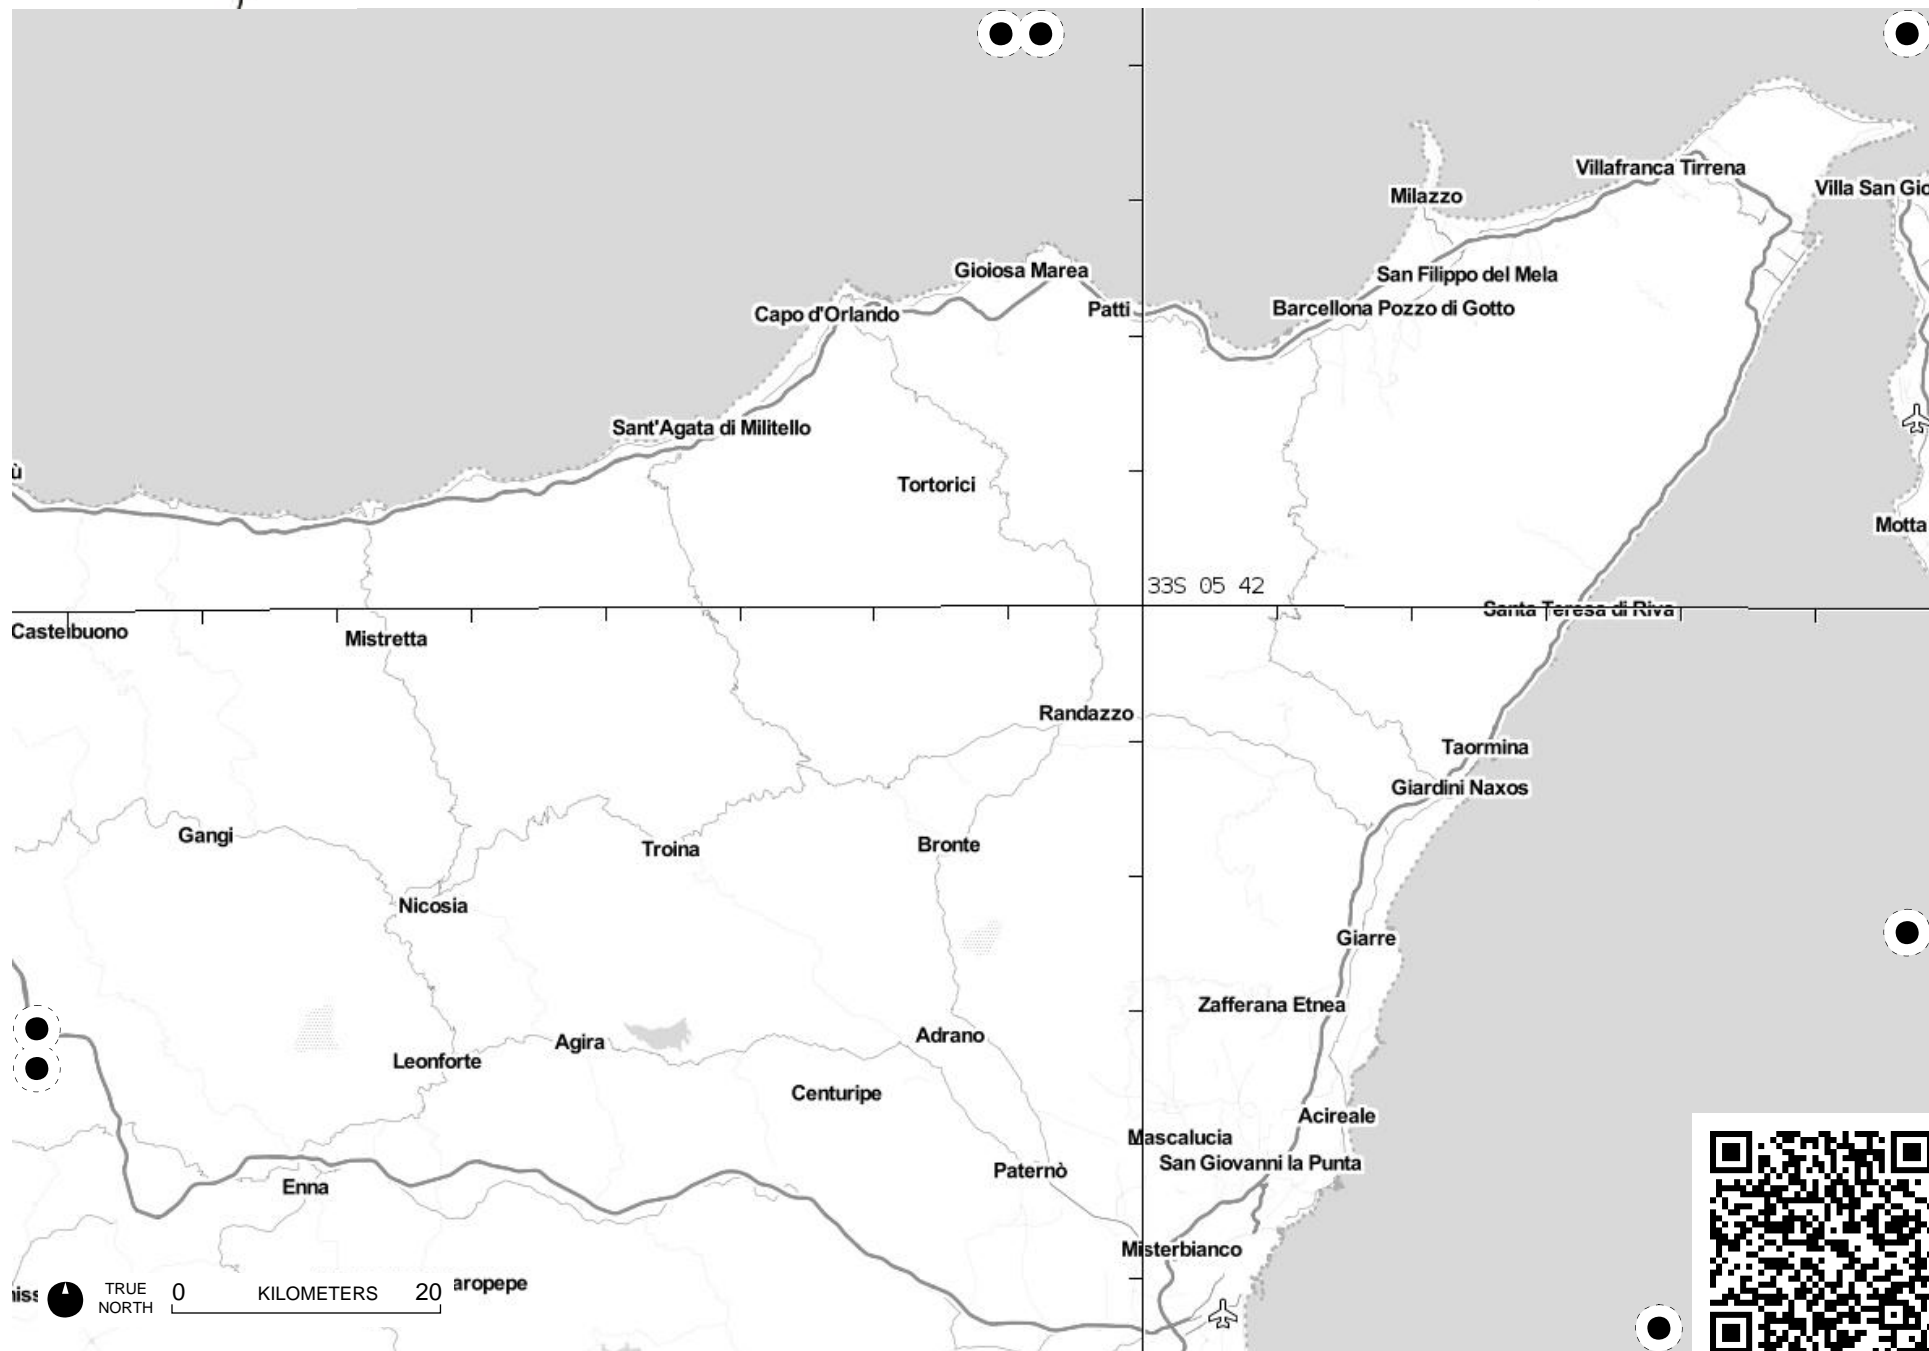 Villafranca Tirrena
Villa San Gio
Milazzo
Gioiosa Marea
San Filippo del Mela
Capo d'Orlando
Patti
Barcellona Pozzo di Gotto
Sant'Agata di Militello
ù
Tortorici
Motta
33S 05 42
Santa Teresa di Riva
Castelbuono
Mistretta
Randazzo
Taormina
Giardini Naxos
Gangi
Troina
Bronte
Nicosia
Giarre
Zafferana Etnea
Adrano
Agira
Leonforte
Centuripe
Acireale
Mascalucia
San Giovanni la Punta
Paternò
Enna
Misterbianco
niss
TRUE
NORTH
0 KILOMETERS 20
aropepe